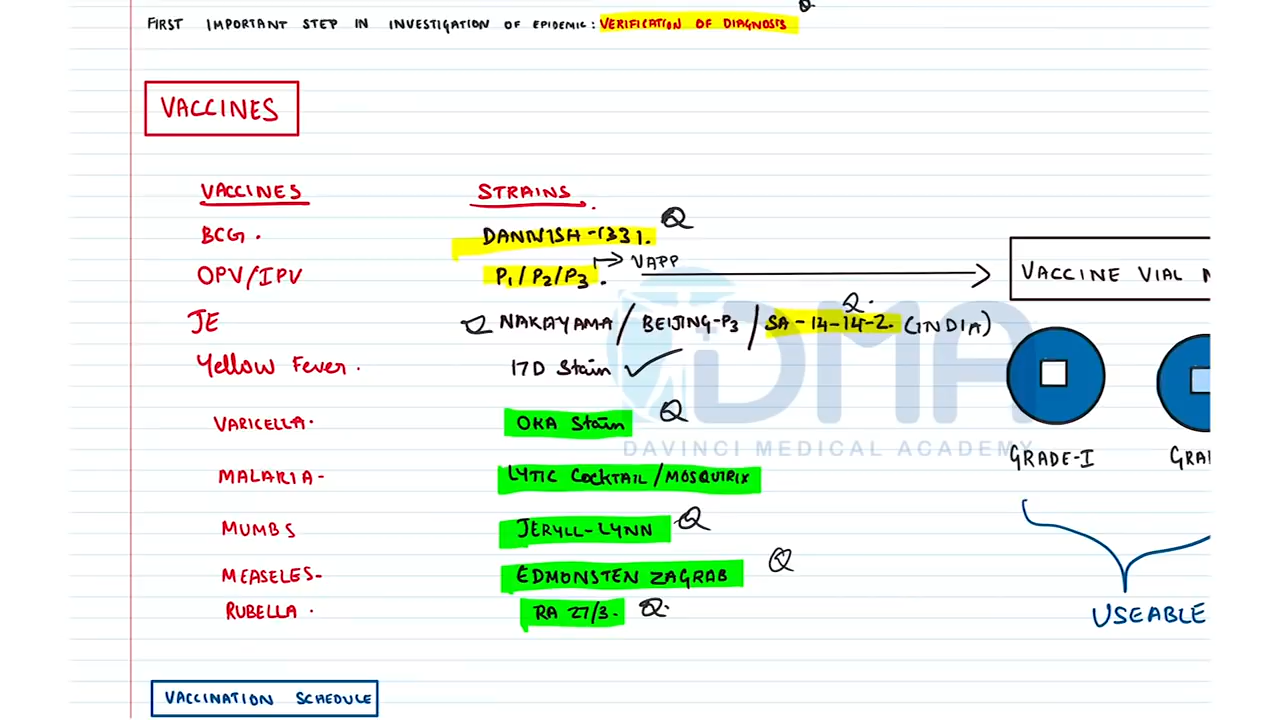 FIRST IMPORTANT STEP IN INVESTIGATION OF EPIDEMIC: VERIFICATION OF DIAGNOSIS Q
VACCINES
VACCINES STRAINS
BCG. DANNISH-1331. Q
OPV/IPV P1/P2/P3. → VAPP → VACCINE VIAL
JE NAKAYAMA / BEIJING-P3 / SA-14-14-2. (INDIA) Q.
Yellow Fever. 17D Stain ✓
VARICELLA. OKA Stain Q
DMA
DAVINCI MEDICAL ACADEMY
GRADE-I
MALARIA- LYTIC COCKTAIL/MOSQUIRIX
MUMBS JERYLL-LYNN Q
MEASELES- EDMONSTEN ZAGRAB Q
RUBELLA. RA 27/3. Q.
USEABLE
VACCINATION SCHEDULE